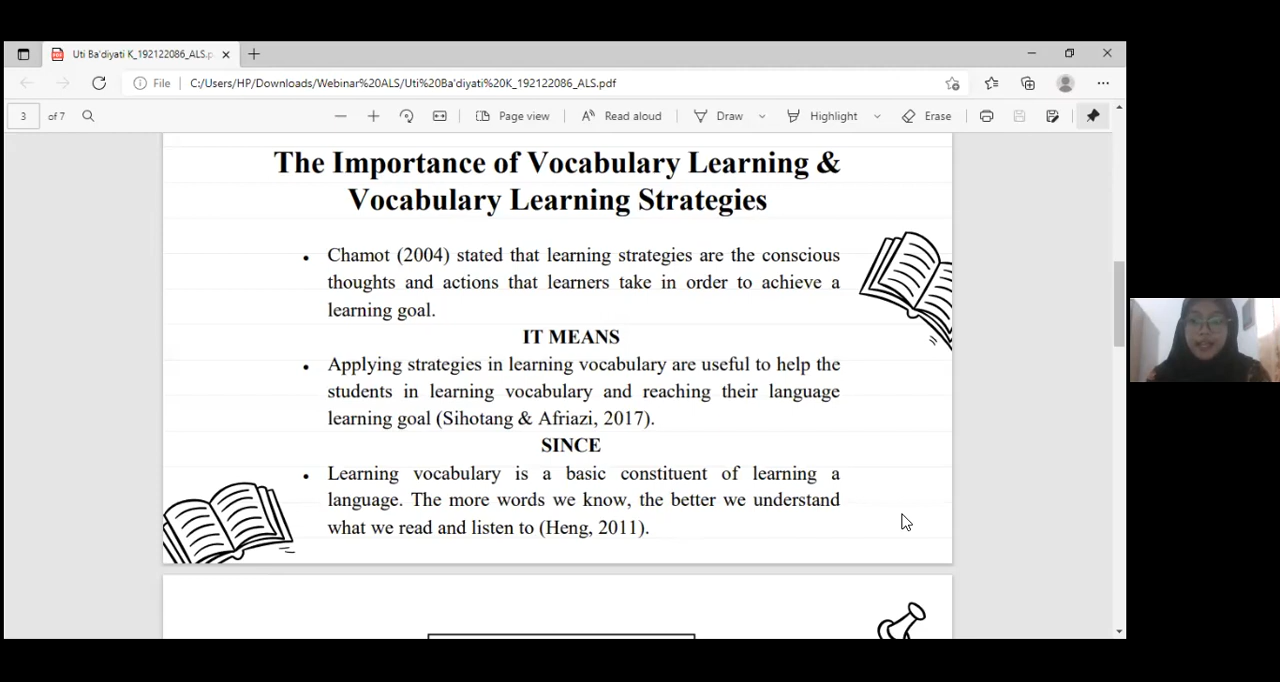 Uti Ba'diyati K_192122086_ALS.p
File
C:/Users/HP/Downloads/Webinar%20ALS/Uti%20Ba'diyati%20K_192122086_ALS.pdf
3 of 7
Page view
Read aloud
Draw
Highlight
Erase
The Importance of Vocabulary Learning &
Vocabulary Learning Strategies
• Chamot (2004) stated that learning strategies are the conscious
thoughts and actions that learners take in order to achieve a
learning goal.
IT MEANS
• Applying strategies in learning vocabulary are useful to help the
students in learning vocabulary and reaching their language
learning goal (Sihotang & Afriazi, 2017).
SINCE
• Learning vocabulary is a basic constituent of learning a
language. The more words we know, the better we understand
what we read and listen to (Heng, 2011).